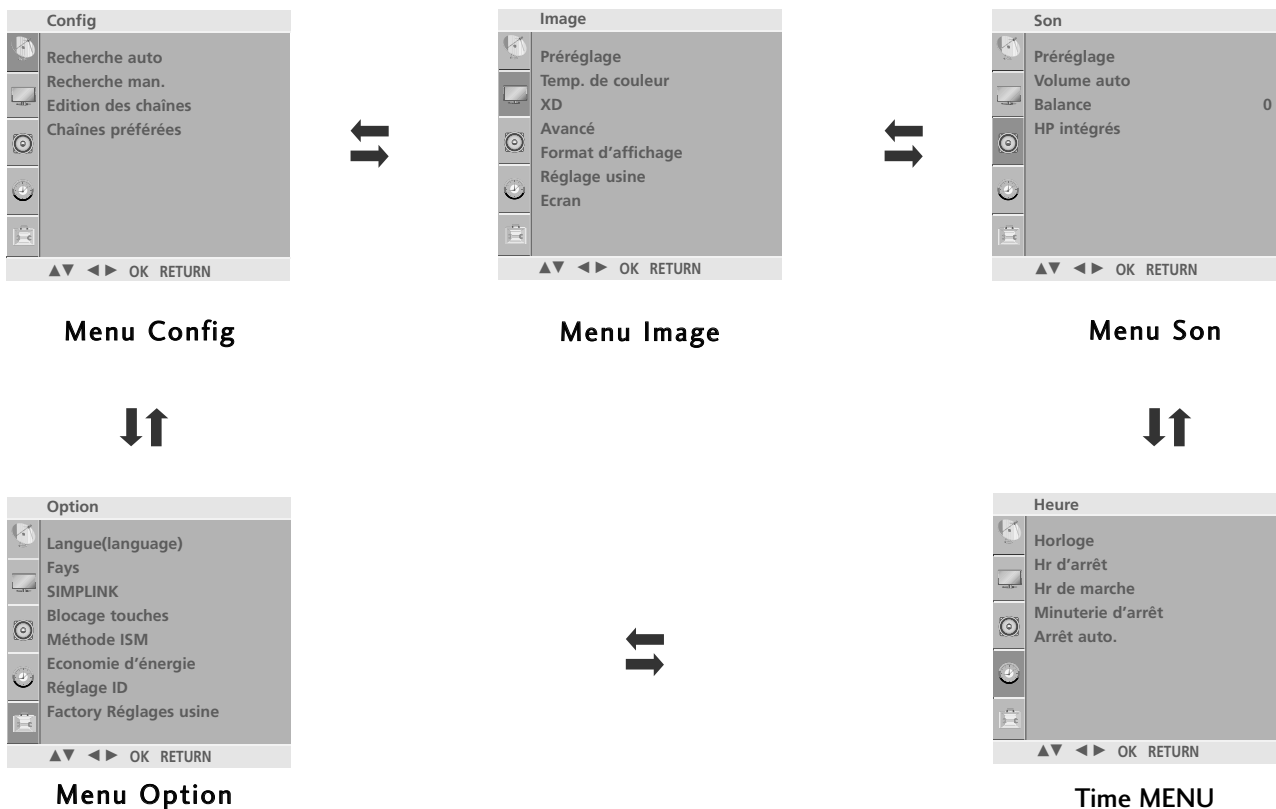 Config
Recherche auto
Recherche man.
Edition des chaînes
Chaînes préférées
▲▼ ◄► OK RETURN
Menu Config
Image
Préréglage
Temp. de couleur
XD
Avancé
Format d’affichage
Réglage usine
Ecran
▲▼ ◄► OK RETURN
Menu Image
Son
Préréglage
Volume auto
Balance 0
HP intégrés
▲▼ ◄► OK RETURN
Menu Son
Option
Langue(language)
Fays
SIMPLINK
Blocage touches
Méthode ISM
Economie d’énergie
Réglage ID
Factory Réglages usine
▲▼ ◄► OK RETURN
Menu Option
Heure
Horloge
Hr d’arrêt
Hr de marche
Minuterie d’arrêt
Arrêt auto.
▲▼ ◄► OK RETURN
Time MENU